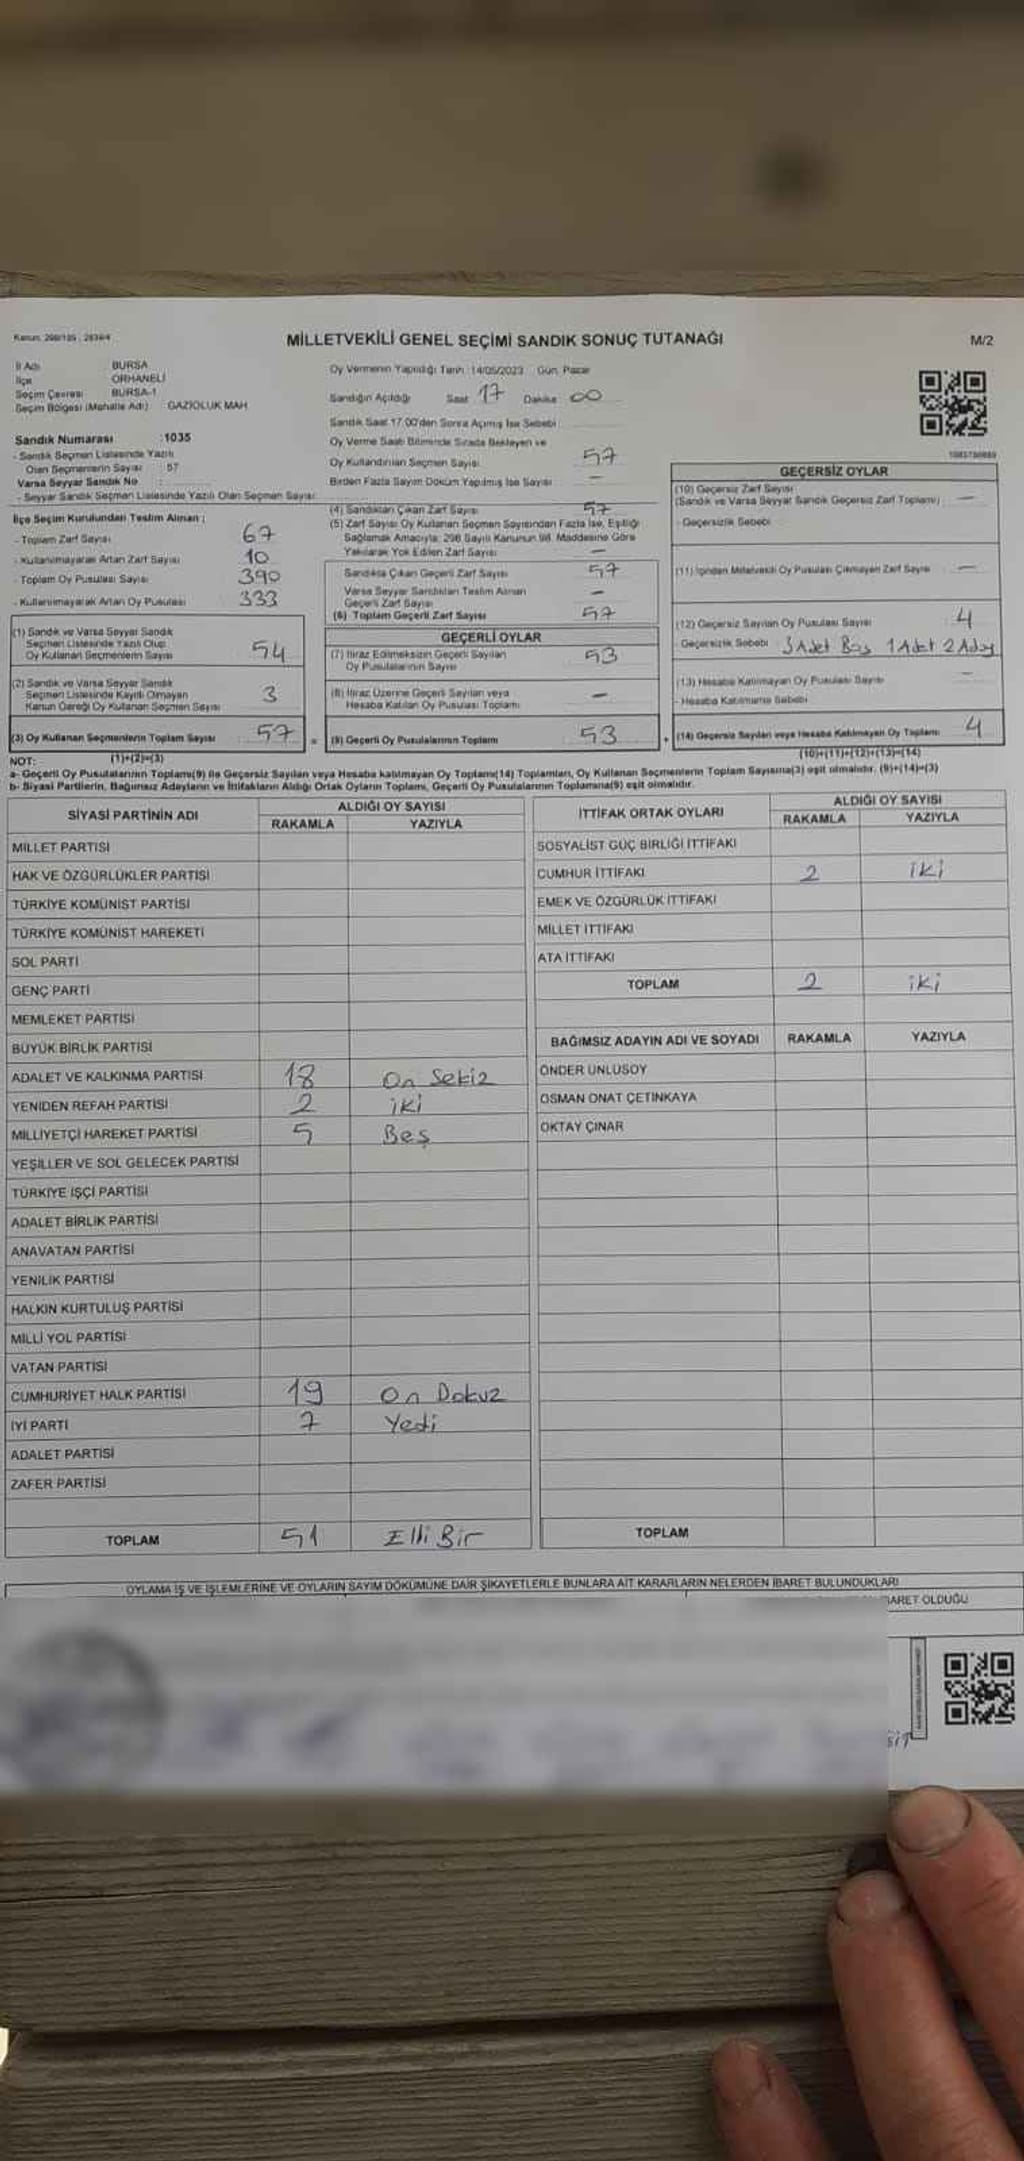 Kanun: 298/105 , 2839/4
MİLLETVEKİLİ GENEL SEÇİMİ SANDIK SONUÇ TUTANAĞI
M/2
İl Adı BURSA
İlçe ORHANELİ
Seçim Çevresi BURSA-1
Seçim Bölgesi (Mahalle Adı) GAZİOLUK MAH
Sandık Numarası :1035
- Sandık Seçmen Listesinde Yazılı
Olan Seçmenlerin Sayısı 57
Varsa Seyyar Sandık No :
- Seyyar Sandık Seçmen Listesinde Yazılı Olan Seçmen Sayısı:
İlçe Seçim Kurulundan Teslim Alınan ;
- Toplam Zarf Sayısı 67
- Kullanılmayarak Artan Zarf Sayısı 10
- Toplam Oy Pusulası Sayısı 390
- Kullanılmayarak Artan Oy Pusulası 333
(1) Sandık ve Varsa Seyyar Sandık
Seçmen Listesinde Yazılı Olup
Oy Kullanan Seçmenlerin Sayısı 54
(2) Sandık ve Varsa Seyyar Sandık
Seçmen Listesinde Kayıtlı Olmayan
Kanun Gereği Oy Kullanan Seçmen Sayısı 3
(3) Oy Kullanan Seçmenlerin Toplam Sayısı 57
(1)+(2)=(3)
Oy Vermenin Yapıldığı Tarih :14/05/2023 Gün: Pazar
Sandığın Açıldığı Saat 17 Dakika 00
Sandık Saat 17.00'den Sonra Açılmış İse Sebebi
Oy Verme Saati Bitiminde Sırada Bekleyen ve
Oy Kullandırılan Seçmen Sayısı 57
Birden Fazla Sayım Döküm Yapılmış İse Sayısı –
(4) Sandıktan Çıkan Zarf Sayısı 57
(5) Zarf Sayısı Oy Kullanan Seçmen Sayısından Fazla İse, Eşitliği
Sağlamak Amacıyla; 298 Sayılı Kanunun 98. Maddesine Göre
Yakılarak Yok Edilen Zarf Sayısı –
Sandıkta Çıkan Geçerli Zarf Sayısı 57
Varsa Seyyar Sandıktan Teslim Alınan
Geçerli Zarf Sayısı –
(6) Toplam Geçerli Zarf Sayısı 57
GEÇERLİ OYLAR
(7) İtiraz Edilmeksizin Geçerli Sayılan
Oy Pusulalarının Sayısı 53
(8) İtiraz Üzerine Geçerli Sayılan veya
Hesaba Katılan Oy Pusulası Toplamı –
= (9) Geçerli Oy Pusulalarının Toplamı 53
GEÇERSİZ OYLAR
(10) Geçersiz Zarf Sayısı
(Sandık ve Varsa Seyyar Sandık Geçersiz Zarf Toplamı) –
- Geçersizlik Sebebi
(11) İçinden Milletvekili Oy Pusulası Çıkmayan Zarf Sayısı –
(12) Geçersiz Sayılan Oy Pusulası Sayısı 4
- Geçersizlik Sebebi 3 Adet Boş 1 Adet 2 Aday
(13) Hesaba Katılmayan Oy Pusulası Sayısı –
- Hesaba Katılmama Sebebi
+ (14) Geçersiz Sayılan veya Hesaba Katılmayan Oy Toplamı 4
(10)+(11)+(12)+(13)=(14)
NOT:
a- Geçerli Oy Pusulalarının Toplamı(9) ile Geçersiz Sayılan veya Hesaba katılmayan Oy Toplamı(14) Toplamları, Oy Kullanan Seçmenlerin Toplam Sayısına(3) eşit olmalıdır. (9)+(14)=(3)
b- Siyasi Partilerin, Bağımsız Adayların ve İttifakların Aldığı Ortak Oyların Toplamı, Geçerli Oy Pusulalarının Toplamına(9) eşit olmalıdır.
SİYASİ PARTİNİN ADI ALDIĞI OY SAYISI
RAKAMLA YAZIYLA
MİLLET PARTİSİ
HAK VE ÖZGÜRLÜKLER PARTİSİ
TÜRKİYE KOMÜNİST PARTİSİ
TÜRKİYE KOMÜNİST HAREKETİ
SOL PARTİ
GENÇ PARTİ
MEMLEKET PARTİSİ
BÜYÜK BİRLİK PARTİSİ
ADALET VE KALKINMA PARTİSİ 18 On Sekiz
YENİDEN REFAH PARTİSİ 2 iki
MİLLİYETÇİ HAREKET PARTİSİ 5 Beş
YEŞİLLER VE SOL GELECEK PARTİSİ
TÜRKİYE İŞÇİ PARTİSİ
ADALET BİRLİK PARTİSİ
ANAVATAN PARTİSİ
YENİLİK PARTİSİ
HALKIN KURTULUŞ PARTİSİ
MİLLİ YOL PARTİSİ
VATAN PARTİSİ
CUMHURİYET HALK PARTİSİ 19 On Dokuz
İYİ PARTİ 7 Yedi
ADALET PARTİSİ
ZAFER PARTİSİ
TOPLAM 51 Elli Bir
İTTİFAK ORTAK OYLARI ALDIĞI OY SAYISI
RAKAMLA YAZIYLA
SOSYALİST GÜÇ BİRLİĞİ İTTİFAKI
CUMHUR İTTİFAKI 2 iki
EMEK VE ÖZGÜRLÜK İTTİFAKI
MİLLET İTTİFAKI
ATA İTTİFAKI
TOPLAM 2 iki
BAĞIMSIZ ADAYIN ADI VE SOYADI RAKAMLA YAZIYLA
ÖNDER ÜNLÜSOY
OSMAN ONAT ÇETİNKAYA
OKTAY ÇINAR
TOPLAM
OYLAMA İŞ VE İŞLEMLERİNE VE OYLARIN SAYIM DÖKÜMÜNE DAİR ŞİKAYETLERLE BUNLARA AİT KARARLARIN NELERDEN İBARET BULUNDUKLARI
OLDUĞU